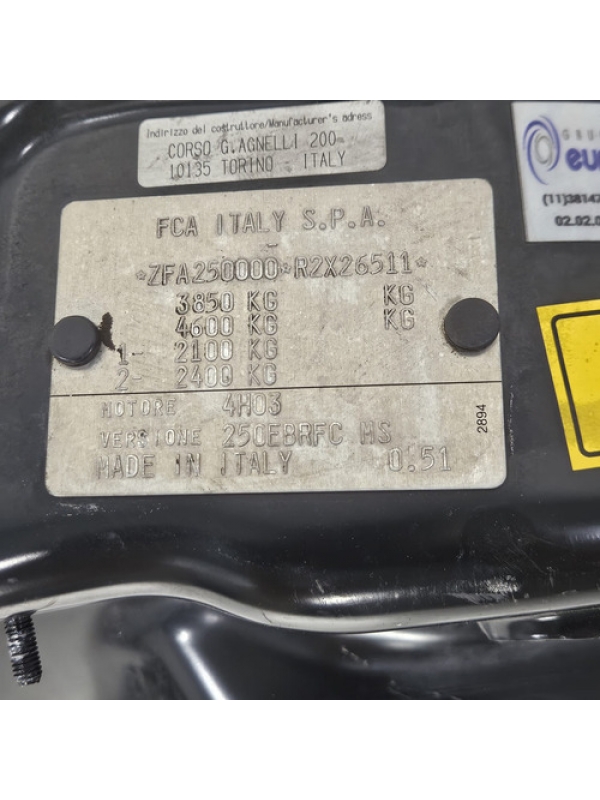 Indirizzo del costruttore/Manufacturer's adress
CORSO G.AGNELLI 200-
10135 TORINO - ITALY
FCA ITALY S.P.A.
*ZFA250000*R2X26511*
3850 KG KG
4600 KG KG
1- 2100 KG
2- 2400 KG
MOTORE 4H03
VERSIONE 250EBRFC MS
MADE IN ITALY 0.51
2894